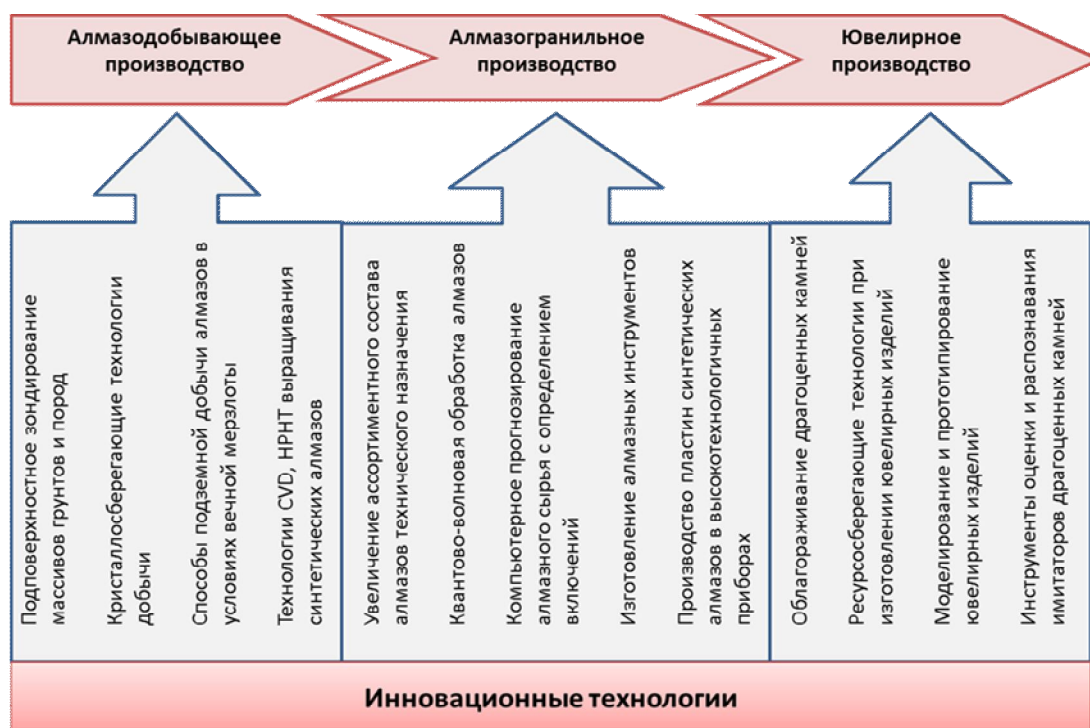 Алмазодобывающее
производство
Алмазогранильное
производство
Ювелирное
производство
Подповерхностное зондирование
массивов грунтов и пород
Кристаллосберегающие технологии
добычи
Способы подземной добычи алмазов в
условиях вечной мерзлоты
Технологии CVD, HPHT выращивания
синтетических алмазов
Увеличение ассортиментного состава
алмазов технического назначения
Квантово-волновая обработка алмазов
Компьютерное прогнозирование
алмазного сырья с определением
включений
Изготовление алмазных инструментов
Производство пластин синтетических
алмазов в высокотехнологичных
приборах
Облагораживание драгоценных камней
Ресурсосберегающие технологии при
изготовлении ювелирных изделий
Моделирование и прототипирование
ювелирных изделий
Инструменты оценки и распознавания
имитаторов драгоценных камней
Инновационные технологии